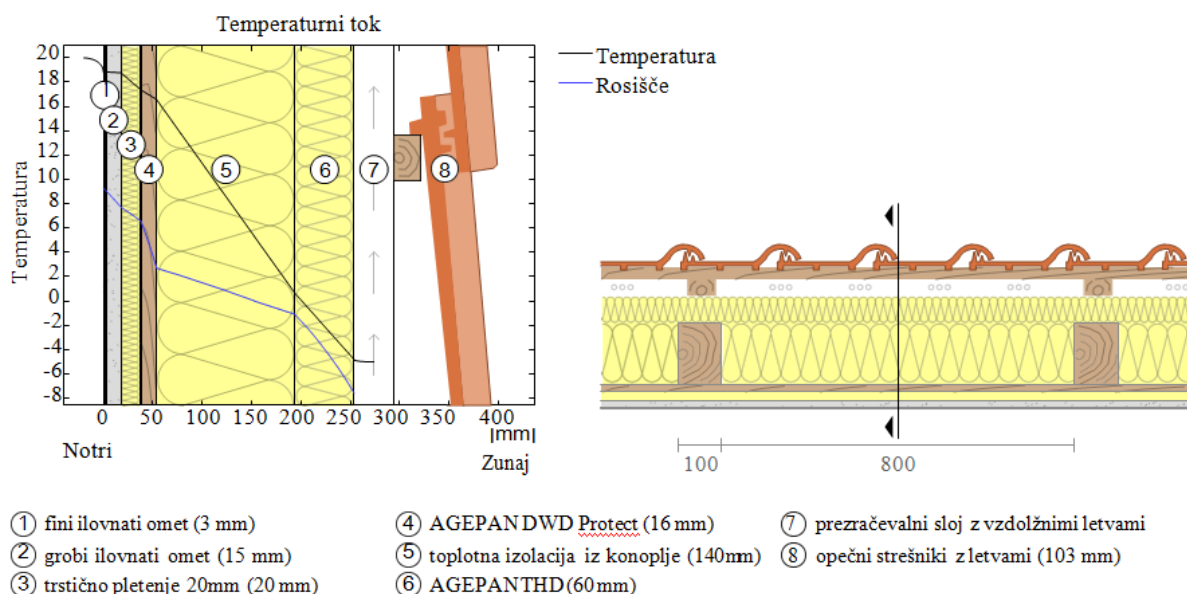 Temperaturni tok
Temperatura
Rosišče
Temperatura
20
18
16
14
12
10
8
6
4
2
0
-2
-4
-6
-8
2
3
4
5
6
7
8
0 50 100 150 200 250 300 350 400
[mm]
Notri
Zunaj
100
800
1 fini ilovnati omet (3 mm)
2 grobi ilovnati omet (15 mm)
3 trstično pletenje 20mm (20 mm)
4 AGEPAN DWD Protect (16 mm)
5 toplotna izolacija iz konoplje (140mm)
6 AGEPAN THD (60 mm)
7 prezračevalni sloj z vzdolžnimi letvami
8 opečni strešniki z letvami (103 mm)